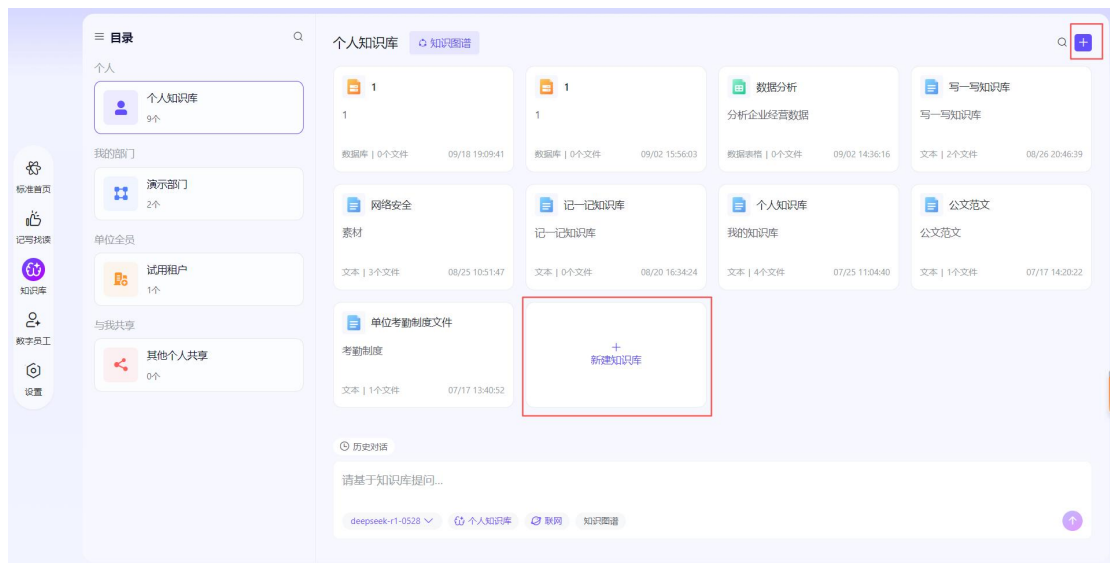 标准首页
记写找读
知识库
数字员工
设置
目录
个人
个人知识库
9个
我的部门
演示部门
2个
单位全员
试用租户
1个
与我共享
其他个人共享
0个
个人知识库 知识图谱
1
1
数据库 | 0个文件 09/18 19:09:41
1
1
数据库 | 0个文件 09/02 15:56:03
数据分析
分析企业经营数据
数据表格 | 0个文件 09/02 14:36:16
写一写知识库
写一写知识库
文本 | 2个文件 08/26 20:46:39
网络安全
素材
文本 | 3个文件 08/25 10:51:47
记一记知识库
记一记知识库
文本 | 0个文件 08/20 16:34:24
个人知识库
我的知识库
文本 | 4个文件 07/25 11:04:40
公文范文
公文范文
文本 | 1个文件 07/17 14:20:22
单位考勤制度文件
考勤制度
文本 | 1个文件 07/17 13:40:52
新建知识库
历史对话
请基于知识库提问...
deepseek-r1-0528 个人知识库 联网 知识图谱